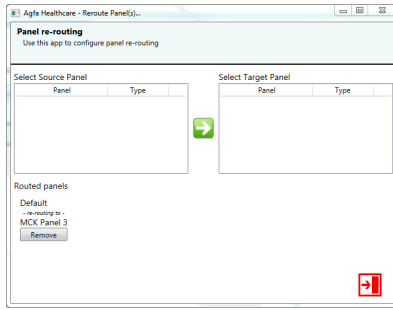 Agfa Healthcare - Reroute Panel(s)...
Panel re-routing
Use this app to configure panel re-routing
Select Source Panel
Select Target Panel
Panel Type
Panel Type
Routed panels
Default
- re-routing to -
MCK Panel 3
Remove